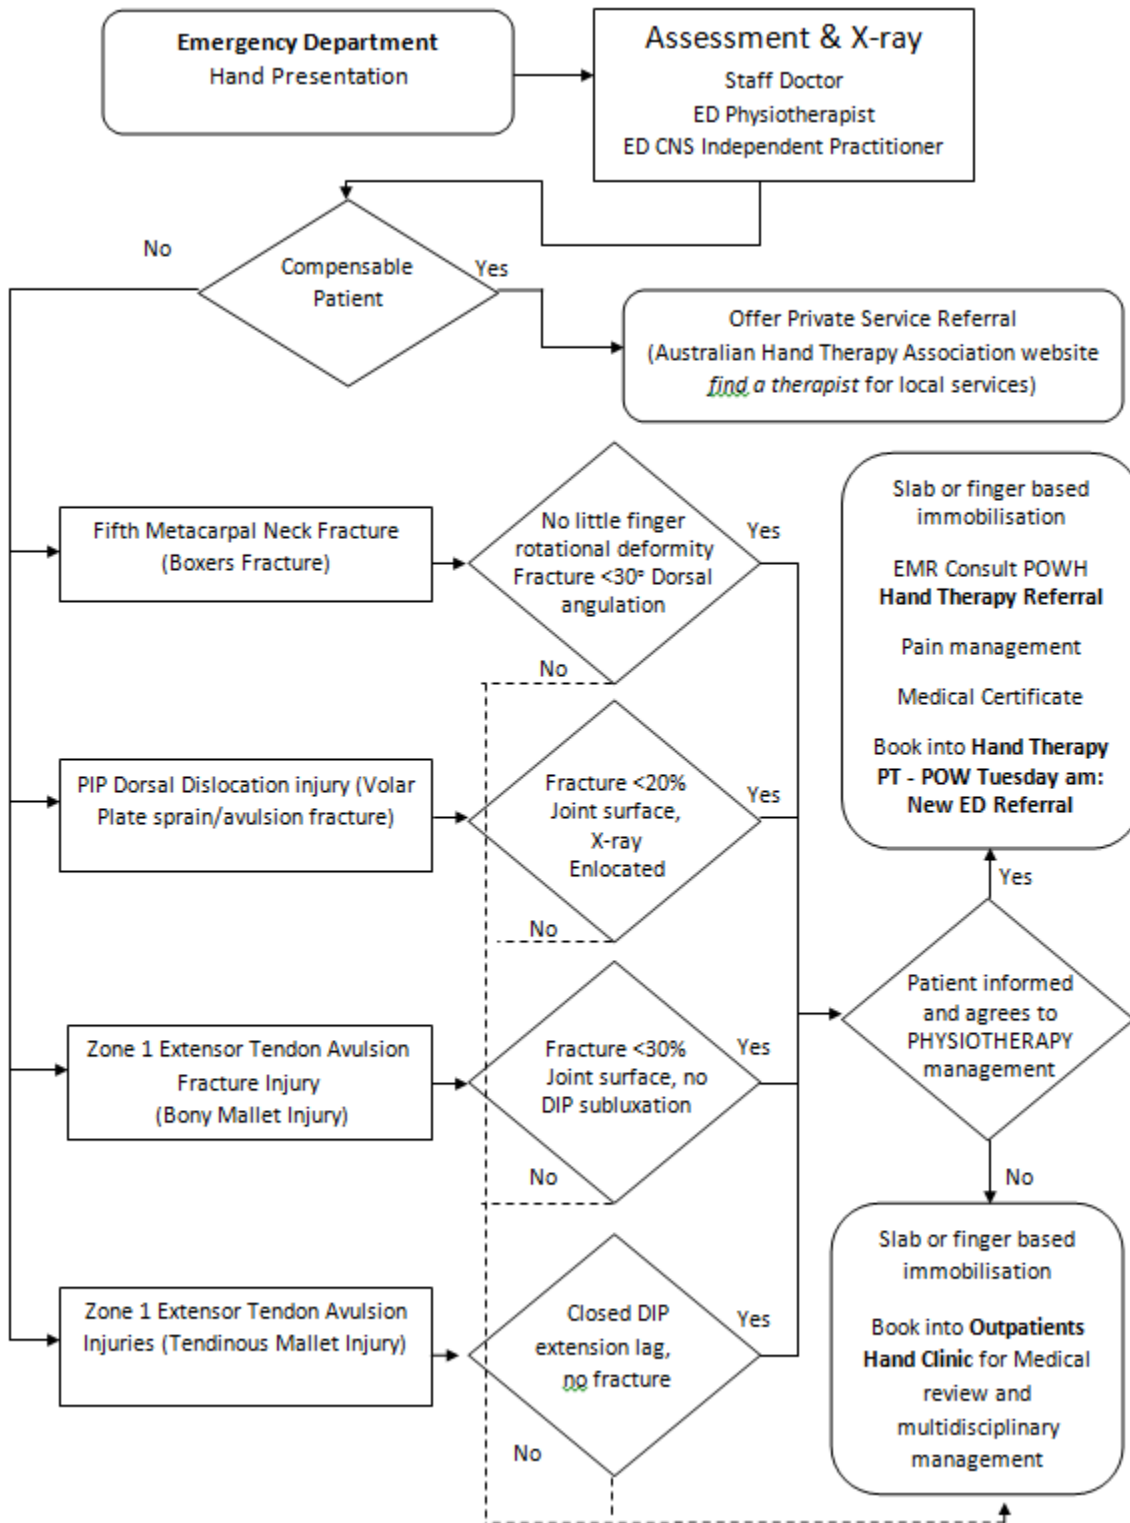 Emergency Department
Hand Presentation
Assessment & X-ray
Staff Doctor
ED Physiotherapist
ED CNS Independent Practitioner
No
Compensable
Patient
Yes
Offer Private Service Referral
(Australian Hand Therapy Association website
find a therapist for local services)
Fifth Metacarpal Neck Fracture
(Boxers Fracture)
No little finger
rotational deformity
Fracture <30° Dorsal
angulation
Yes
No
PIP Dorsal Dislocation injury (Volar
Plate sprain/avulsion fracture)
Fracture <20%
Joint surface,
X-ray
Enlocated
Yes
No
Zone 1 Extensor Tendon Avulsion
Fracture Injury
(Bony Mallet Injury)
Fracture <30%
Joint surface, no
DIP subluxation
Yes
No
Zone 1 Extensor Tendon Avulsion
Injuries (Tendinous Mallet Injury)
Closed DIP
extension lag,
no fracture
Yes
No
Slab or finger based
immobilisation
EMR Consult POWH
Hand Therapy Referral
Pain management
Medical Certificate
Book into Hand Therapy
PT - POW Tuesday am:
New ED Referral
Yes
Patient informed
and agrees to
PHYSIOTHERAPY
management
No
Slab or finger based
immobilisation
Book into Outpatients
Hand Clinic for Medical
review and
multidisciplinary
management